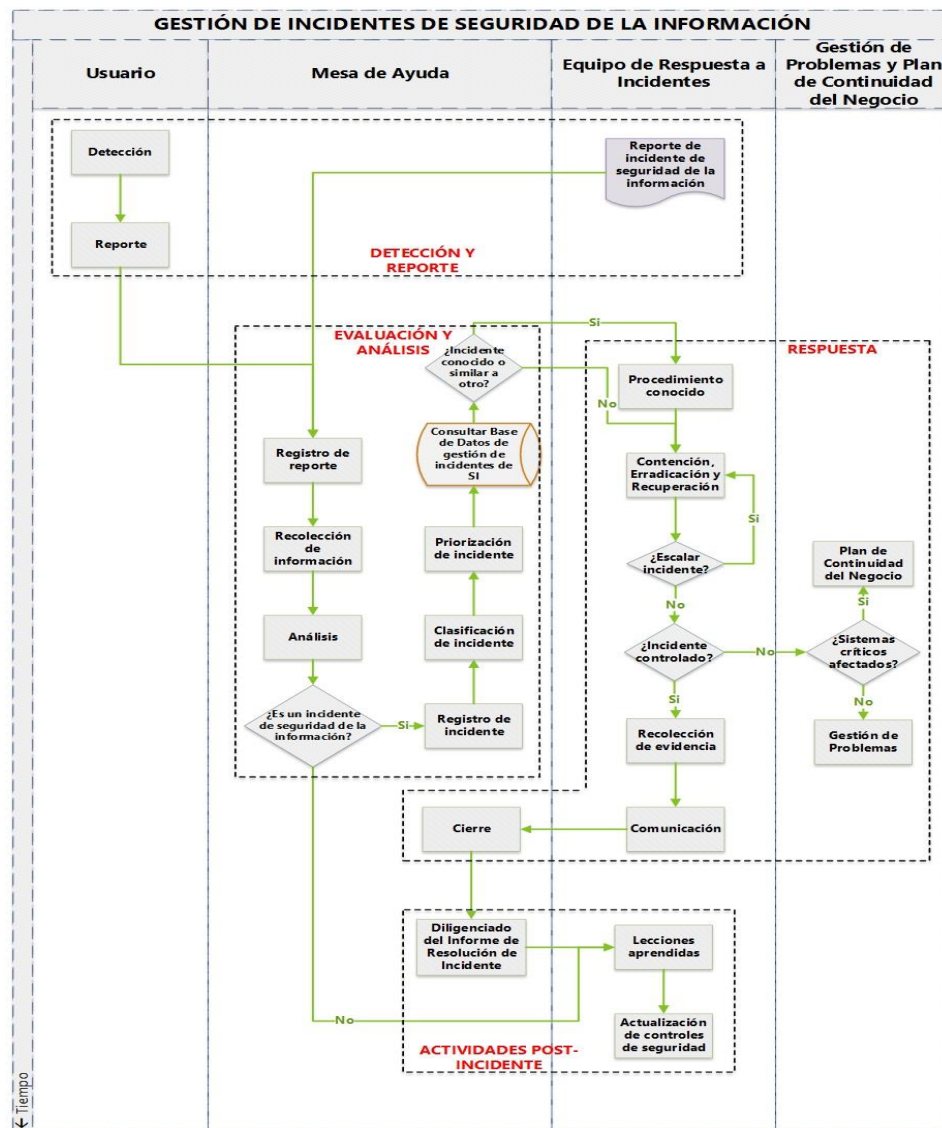 GESTIÓN DE INCIDENTES DE SEGURIDAD DE LA INFORMACIÓN
Usuario
Mesa de Ayuda
Equipo de Respuesta a
Incidentes
Gestión de
Problemas y Plan
de Continuidad
del Negocio
Detección
Reporte
Reporte de
incidente de
seguridad de la
información
DETECCIÓN Y
REPORTE
EVALUACIÓN Y
ANÁLISIS
¿Incidente
conocido o
similar a
otro?
Si
No
RESPUESTA
Procedimiento
conocido
Registro de
reporte
Consultar Base
de Datos de
gestión de
incidentes de
SI
Contención,
Erradicación y
Recuperación
Si
Recolección
de
información
Priorización
de incidente
¿Escalar
incidente?
No
Plan de
Continuidad
del Negocio
Si
Análisis
Clasificación
de incidente
¿Incidente
controlado?
No
¿Sistemas
críticos
afectados?
Si
No
¿Es un incidente
de seguridad de la
información?
Si
Registro de
incidente
Recolección
de evidencia
Gestión de
Problemas
Cierre
Comunicación
Diligenciado
del Informe de
Resolución de
Incidente
Lecciones
aprendidas
No
Actualización
de controles
de seguridad
ACTIVIDADES POST-
INCIDENTE
Tiempo